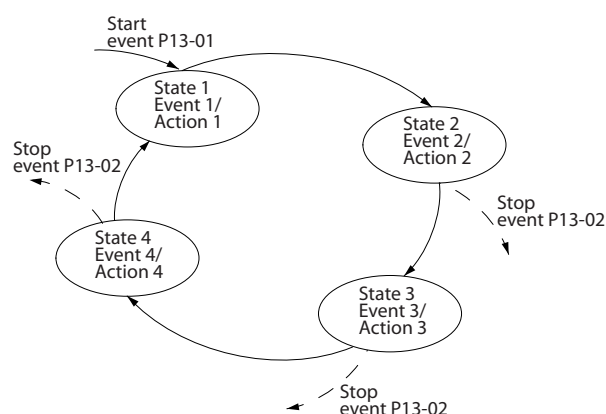 Start
event P13-01
State 1
Event 1/
Action 1
State 2
Event 2/
Action 2
Stop
event P13-02
Stop
event P13-02
State 4
Event 4/
Action 4
State 3
Event 3/
Action 3
Stop
event P13-02